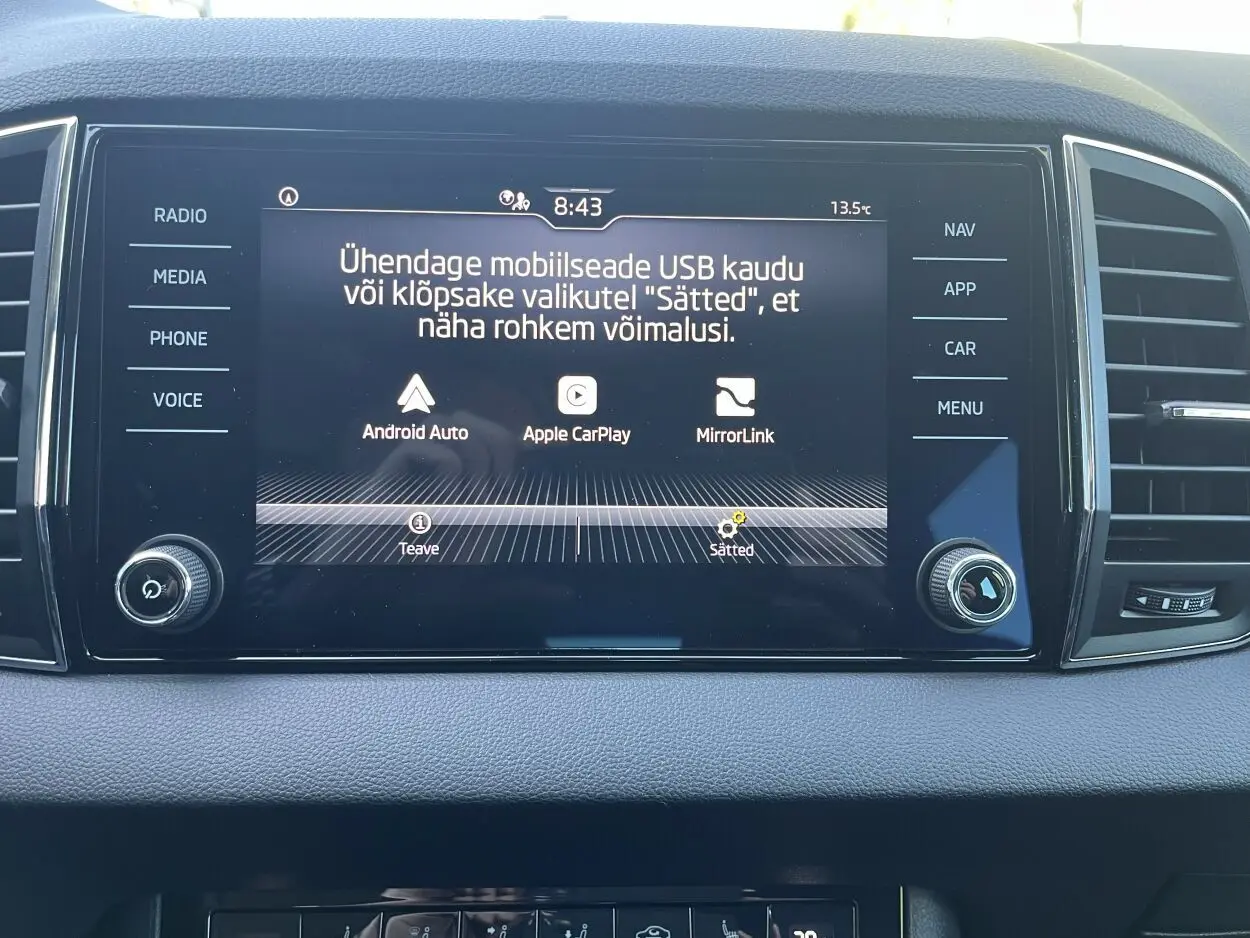 RADIO
MEDIA
PHONE
VOICE
8:43
13.5°C
Ühendage mobiilseade USB kaudu
või klõpsake valikutel "Sätted", et
näha rohkem võimalusi.
Android Auto
Apple CarPlay
MirrorLink
Teave
Sätted
NAV
APP
CAR
MENU